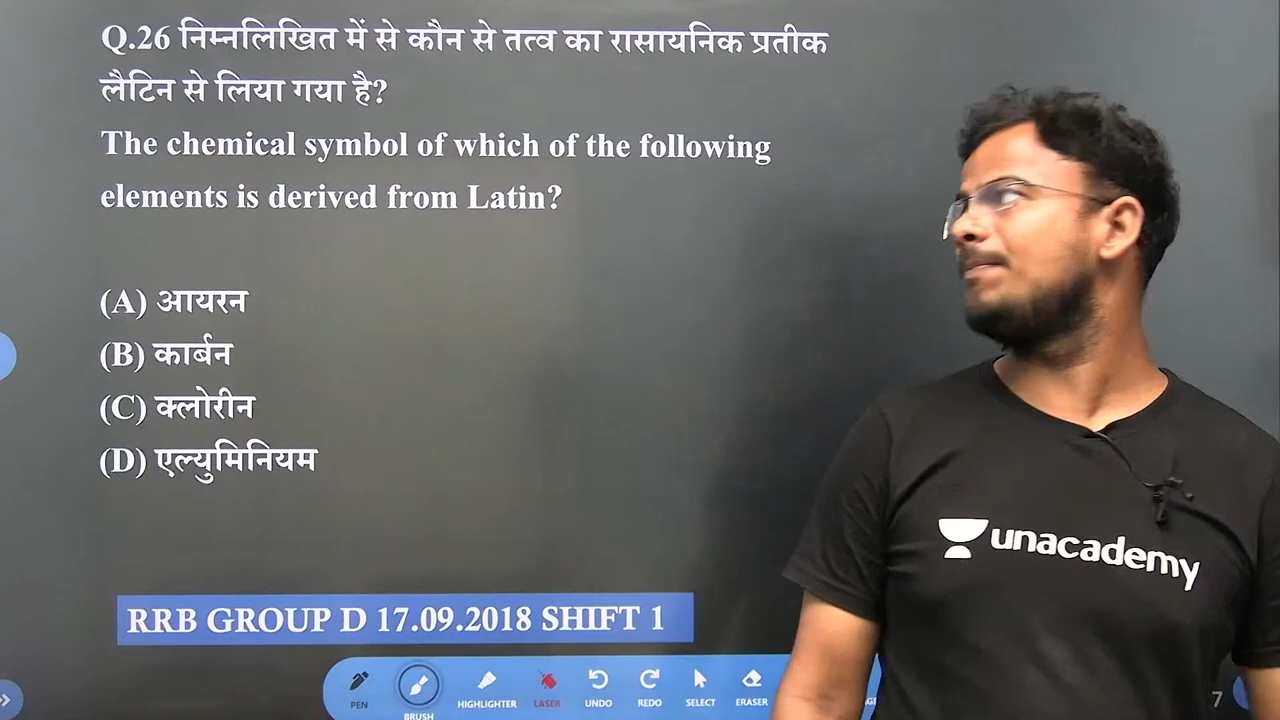 Q.26 निम्नलिखित में से कौन से तत्व का रासायनिक प्रतीक
लैटिन से लिया गया है?
The chemical symbol of which of the following
elements is derived from Latin?
(A) आयरन
(B) कार्बन
(C) क्लोरीन
(D) एल्युमिनियम
unacademy
RRB GROUP D 17.09.2018 SHIFT 1
PEN
BRUSH
HIGHLIGHTER
LASER
UNDO
REDO
SELECT
ERASER
7